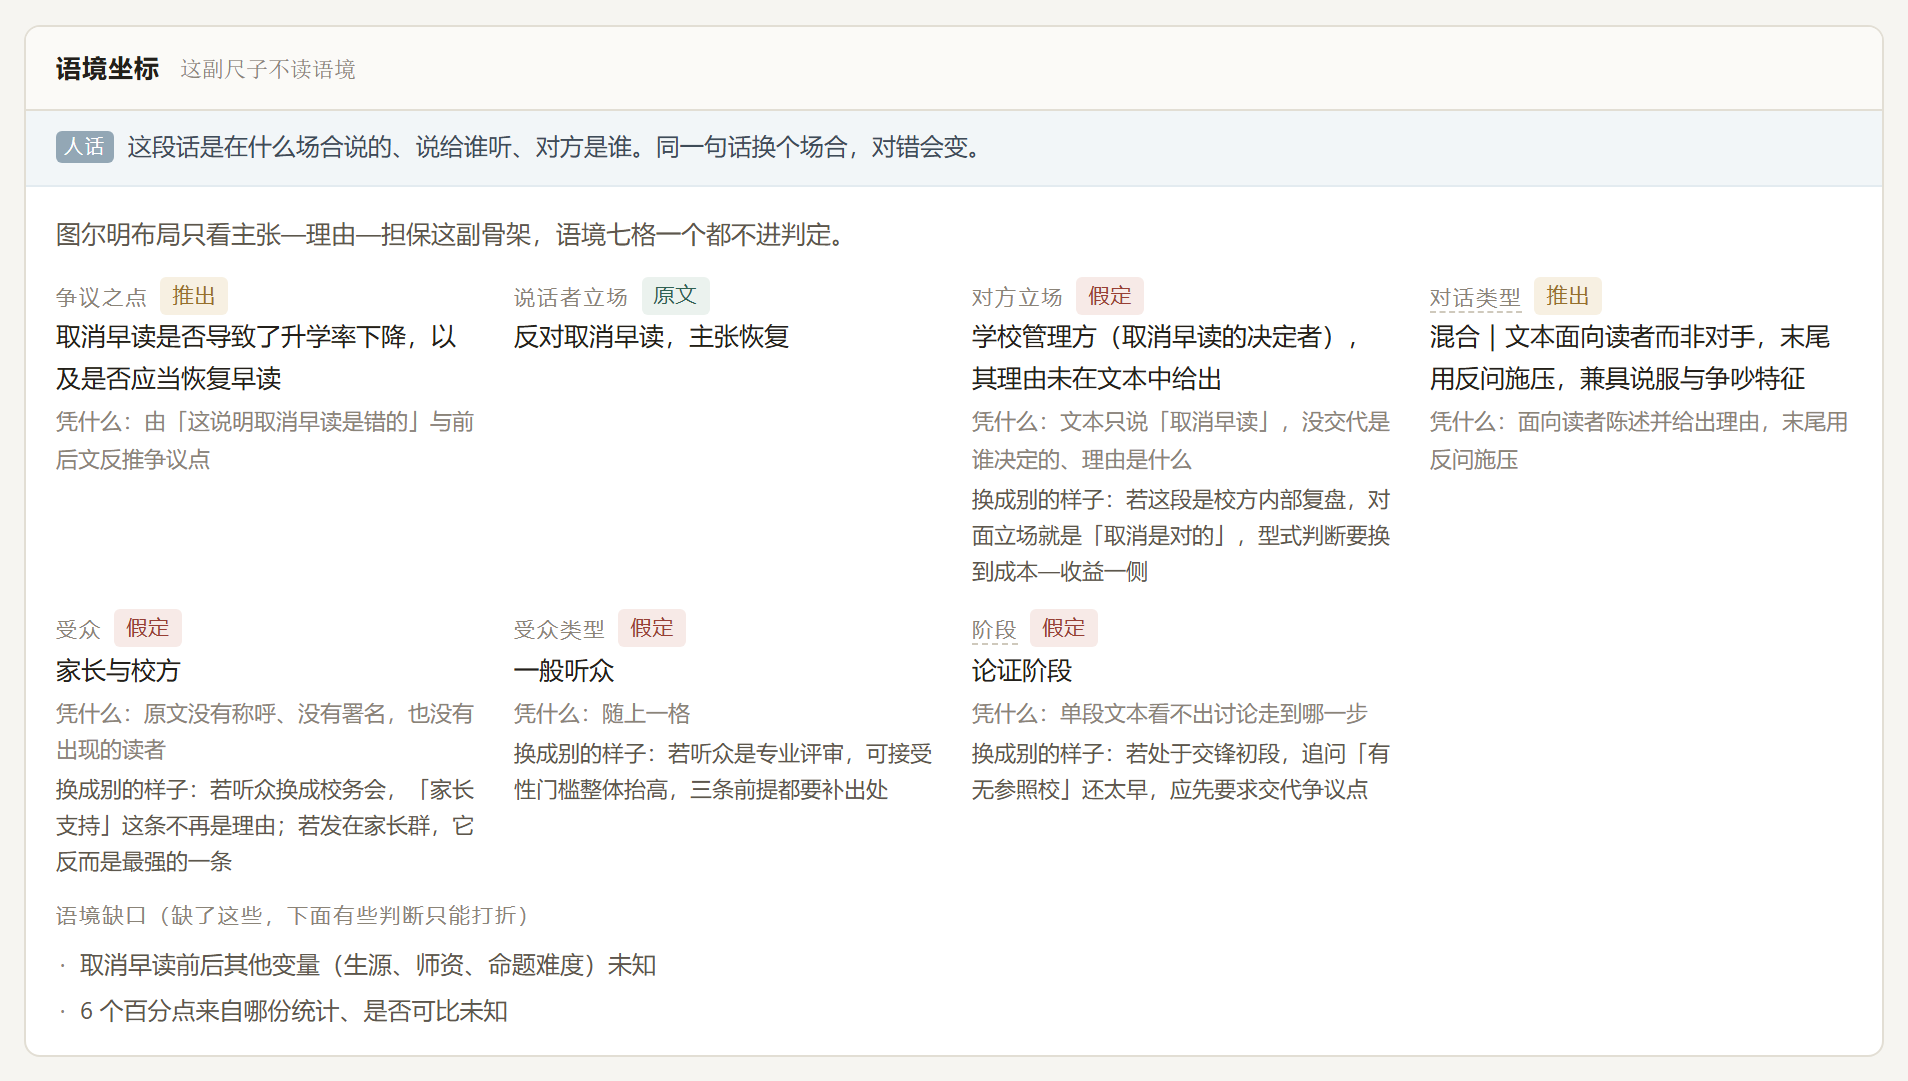 语境坐标 这副尺子不读语境
人话 这段话是在什么场合说的、说给谁听、对方是谁。同一句话换个场合，对错会变。
图尔明布局只看主张—理由—担保这副骨架，语境七格一个都不进判定。
争议之点 推出
取消早读是否导致了升学率下降，以
及是否应当恢复早读
凭什么：由「这说明取消早读是错的」与前
后文反推争议点
说话者立场 原文
反对取消早读，主张恢复
对方立场 假定
学校管理方（取消早读的决定者），
其理由未在文本中给出
凭什么：文本只说「取消早读」，没交代是
谁决定的、理由是什么
换成别的样子：若这段是校方内部复盘，对
面立场就是「取消是对的」，型式判断要换
到成本—收益一侧
对话类型 推出
混合 | 文本面向读者而非对手，末尾
用反问施压，兼具说服与争吵特征
凭什么：面向读者陈述并给出理由，末尾用
反问施压
受众 假定
家长与校方
凭什么：原文没有称呼、没有署名，也没有
出现的读者
换成别的样子：若听众换成校务会，「家长
支持」这条不再是理由；若发在家长群，它
反而是最强的一条
受众类型 假定
一般听众
凭什么：随上一格
换成别的样子：若听众是专业评审，可接受
性门槛整体抬高，三条前提都要补出处
阶段 假定
论证阶段
凭什么：单段文本看不出讨论走到哪一步
换成别的样子：若处于交锋初段，追问「有
无参照校」还太早，应先要求交代争议点
语境缺口（缺了这些，下面有些判断只能打折）
· 取消早读前后其他变量（生源、师资、命题难度）未知
· 6 个百分点来自哪份统计、是否可比未知